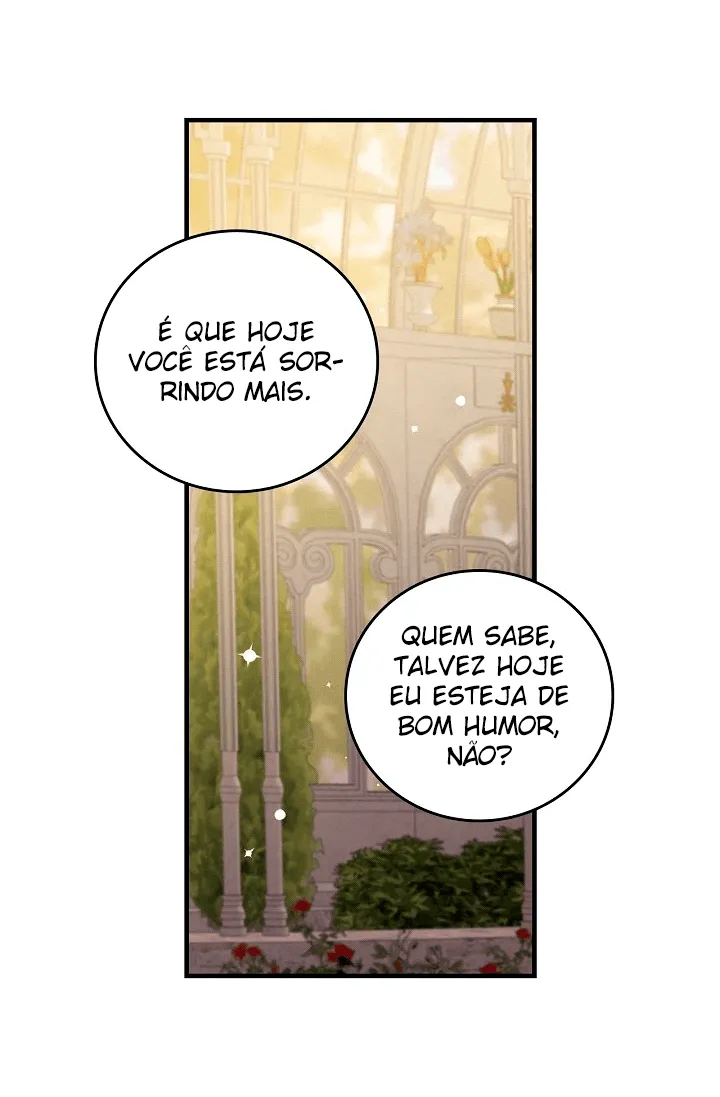 É QUE HOJE
VOCÊ ESTÁ SOR-
RINDO MAIS.
QUEM SABE,
TALVEZ HOJE
EU ESTEJA DE
BOM HUMOR,
NÃO?